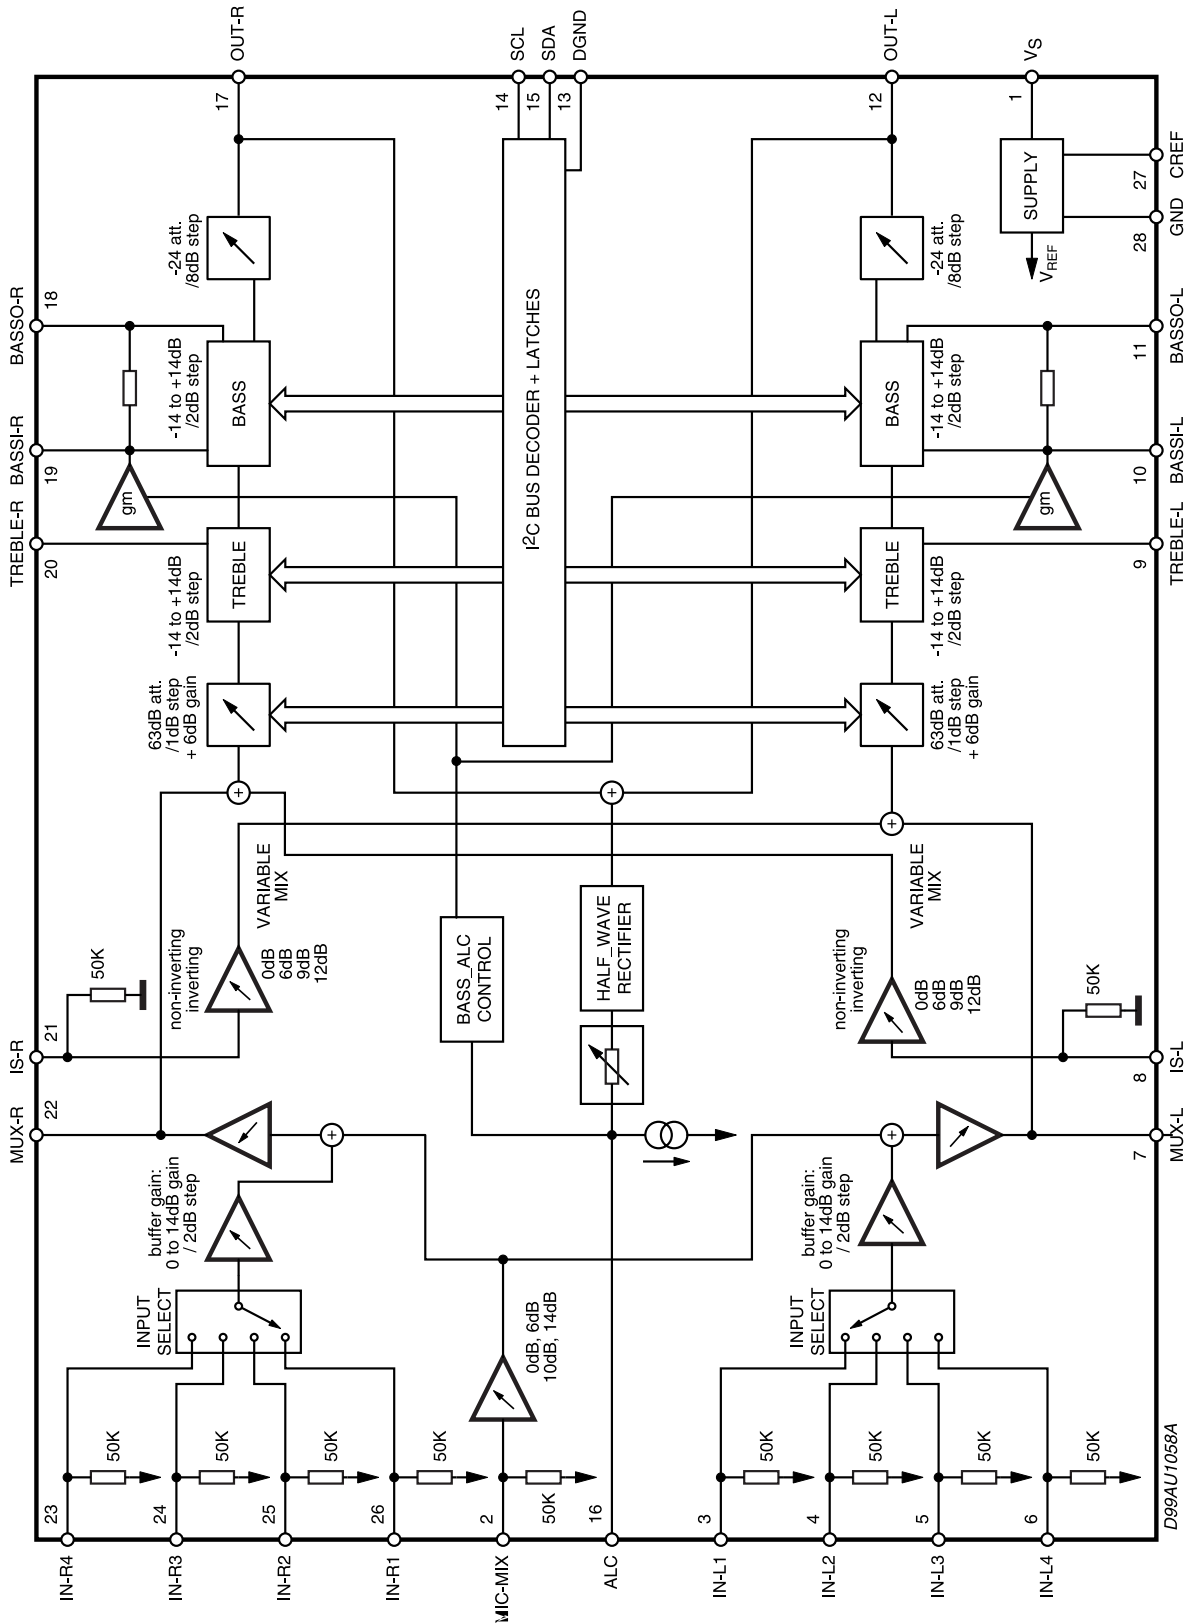 OUT-R
SCL
SDA
DGND
OUT-L
VS
17
14
15
13
12
1
SUPPLY
VREF
CREF
27
GND
28
-24 att.
/8dB step
-24 att.
/8dB step
BASSO-R
18
BASSI-R
19
TREBLE-R
20
-14 to +14dB
/2dB step
BASS
gm
I2C BUS DECODER + LATCHES
BASS
-14 to +14dB
/2dB step
gm
BASSO-L
11
BASSI-L
10
TREBLE-L
9
-14 to +14dB
/2dB step
TREBLE
TREBLE
-14 to +14dB
/2dB step
63dB att.
/1dB step
+ 6dB gain
63dB att.
/1dB step
+ 6dB gain
+
+
+
VARIABLE
MIX
VARIABLE
MIX
50K
non-inverting
inverting
0dB
6dB
9dB
12dB
BASS_ALC
CONTROL
HALF_WAVE
RECTIFIER
non-inverting
inverting
0dB
6dB
9dB
12dB
50K
IS-R
21
MUX-R
22
IS-L
8
MUX-L
7
+
+
buffer gain:
0 to 14dB gain
/ 2dB step
buffer gain:
0 to 14dB gain
/ 2dB step
INPUT
SELECT
INPUT
SELECT
0dB, 6dB
10dB, 14dB
50K
50K
50K
50K
50K
50K
50K
50K
50K
23
24
25
26
2
16
3
4
5
6
IN-R4
IN-R3
IN-R2
IN-R1
MIC-MIX
ALC
IN-L1
IN-L2
IN-L3
IN-L4
D99AU1058A